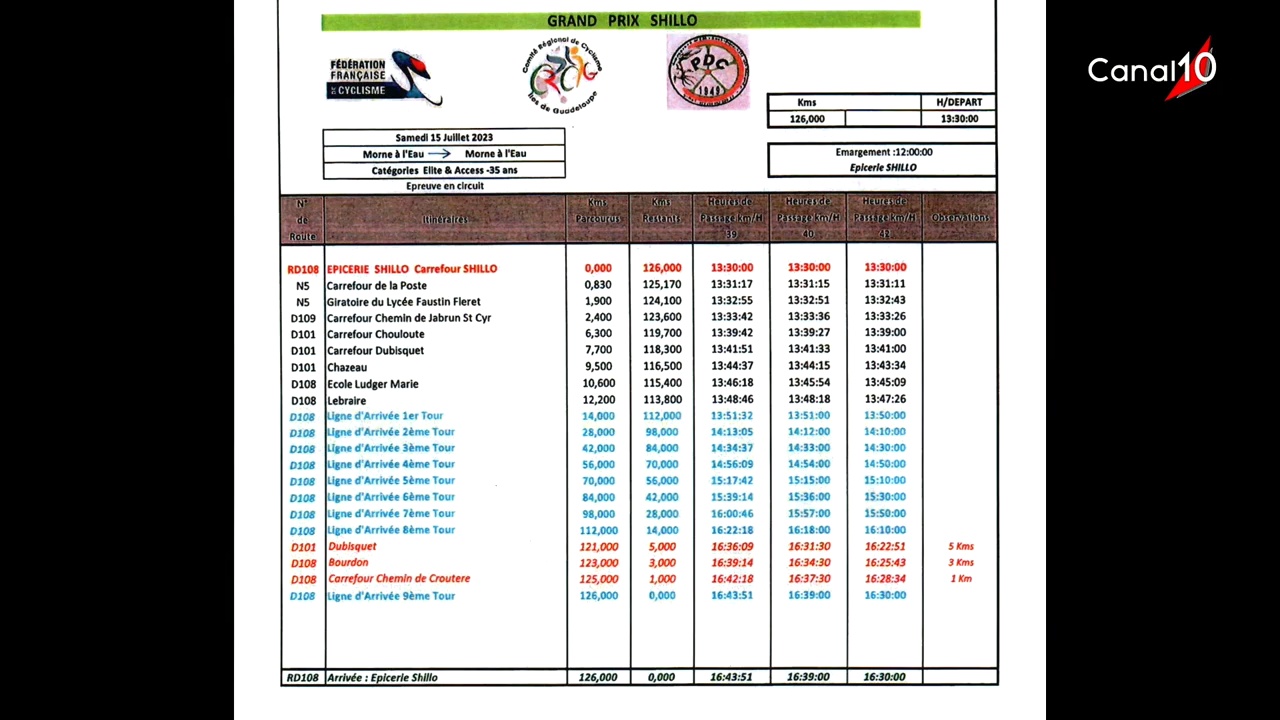 GRAND PRIX SHILLO
Canal10
FÉDÉRATION
FRANÇAISE
DE CYCLISME
Comité Régional de Cyclisme
CRCIG
Iles de Guadeloupe
PDC
1949
Kms H/DEPART
126,000 13:30:00
Samedi 15 Juillet 2023
Morne à l'Eau → Morne à l'Eau
Catégories Elite & Access -35 ans
Epreuve en circuit
Emargement :12:00:00
Epicerie SHILLO
N° de Route Itinéraires Kms Parcourus Kms Restants Heures de Passage km/H 39 Heures de Passage km/H 40 Heures de Passage km/H 42 Observations
RD108 EPICERIE SHILLO Carrefour SHILLO 0,000 126,000 13:30:00 13:30:00 13:30:00
N5 Carrefour de la Poste 0,830 125,170 13:31:17 13:31:15 13:31:11
N5 Giratoire du Lycée Faustin Fleret 1,900 124,100 13:32:55 13:32:51 13:32:43
D109 Carrefour Chemin de Jabrun St Cyr 2,400 123,600 13:33:42 13:33:36 13:33:26
D101 Carrefour Chouloute 6,300 119,700 13:39:42 13:39:27 13:39:00
D101 Carrefour Dubisquet 7,700 118,300 13:41:51 13:41:33 13:41:00
D101 Chazeau 9,500 116,500 13:44:37 13:44:15 13:43:34
D108 Ecole Ludger Marie 10,600 115,400 13:46:18 13:45:54 13:45:09
D108 Lebraire 12,200 113,800 13:48:46 13:48:18 13:47:26
D108 Ligne d'Arrivée 1er Tour 14,000 112,000 13:51:32 13:51:00 13:50:00
D108 Ligne d'Arrivée 2ème Tour 28,000 98,000 14:13:05 14:12:00 14:10:00
D108 Ligne d'Arrivée 3ème Tour 42,000 84,000 14:34:37 14:33:00 14:30:00
D108 Ligne d'Arrivée 4ème Tour 56,000 70,000 14:56:09 14:54:00 14:50:00
D108 Ligne d'Arrivée 5ème Tour 70,000 56,000 15:17:42 15:15:00 15:10:00
D108 Ligne d'Arrivée 6ème Tour 84,000 42,000 15:39:14 15:36:00 15:30:00
D108 Ligne d'Arrivée 7ème Tour 98,000 28,000 16:00:46 15:57:00 15:50:00
D108 Ligne d'Arrivée 8ème Tour 112,000 14,000 16:22:18 16:18:00 16:10:00
D101 Dubisquet 121,000 5,000 16:36:09 16:31:30 16:22:51 5 Kms
D108 Bourdon 123,000 3,000 16:39:14 16:34:30 16:25:43 3 Kms
D108 Carrefour Chemin de Croutere 125,000 1,000 16:42:18 16:37:30 16:28:34 1 Km
D108 Ligne d'Arrivée 9ème Tour 126,000 0,000 16:43:51 16:39:00 16:30:00
RD108 Arrivée : Epicerie Shillo 126,000 0,000 16:43:51 16:39:00 16:30:00